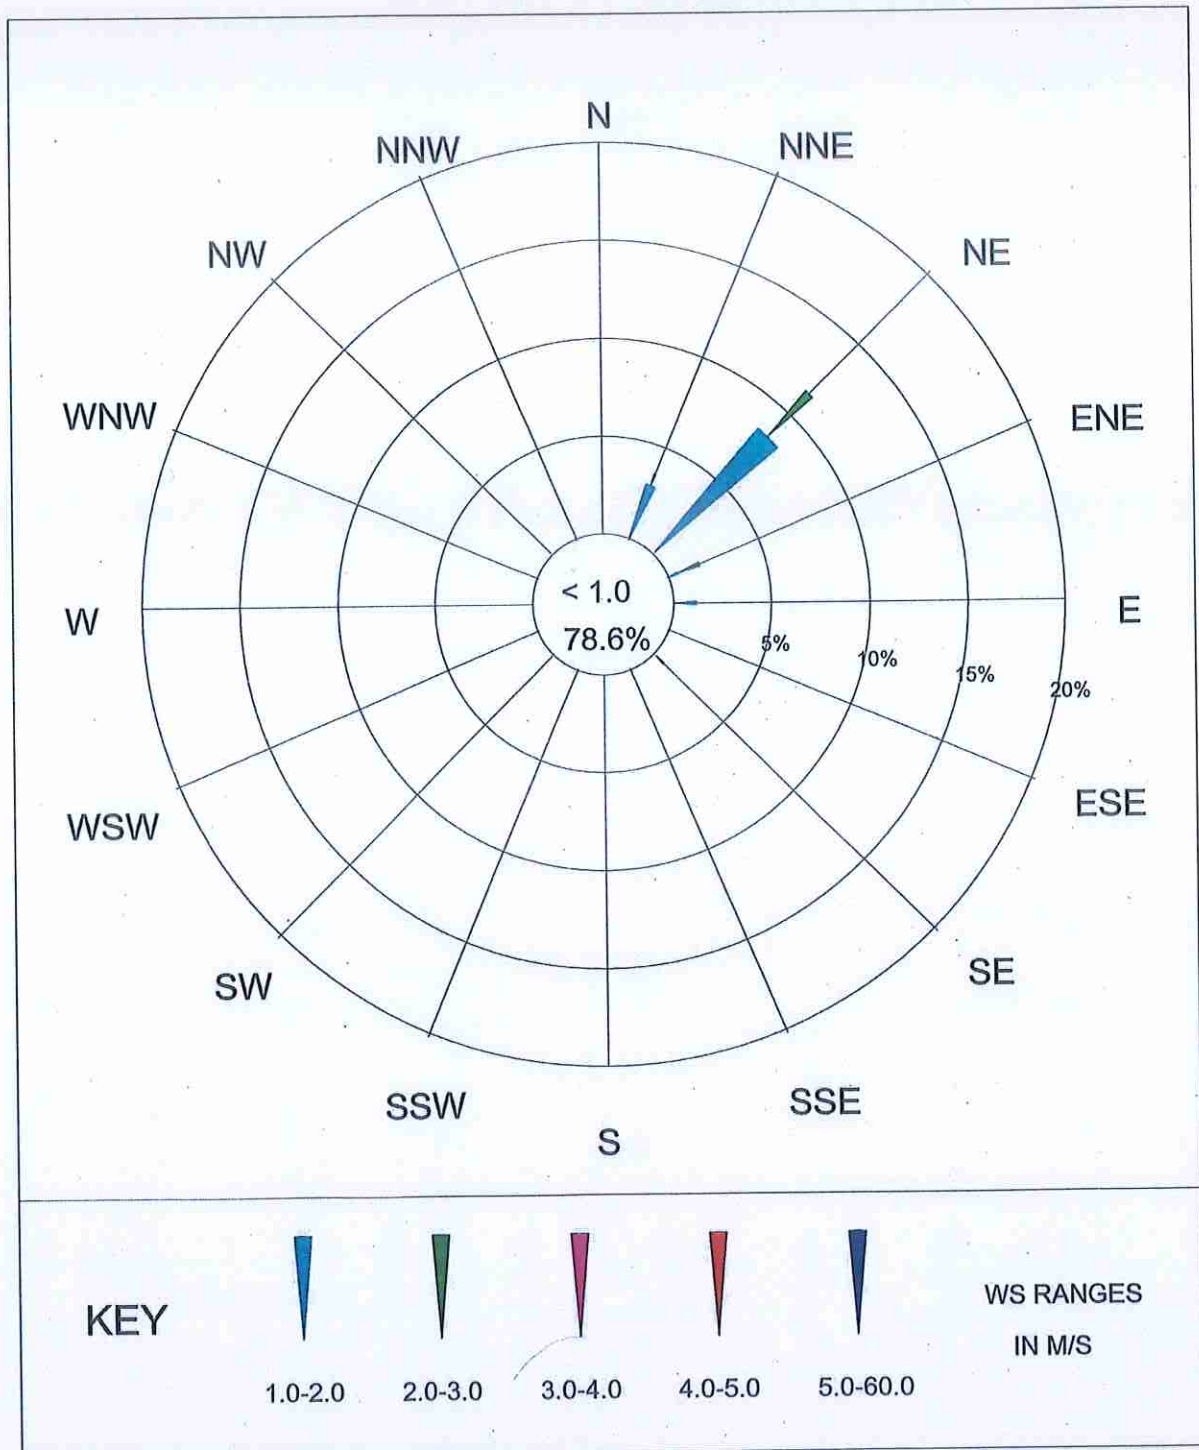 N
NNW
NNE
NW
NE
WNW
ENE
< 1.0
W
E
78.6%
5%
10%
15%
20%
WSW
ESE
SW
SE
SSW
SSE
S
KEY
WS RANGES
IN M/S
1.0-2.0
2.0-3.0
3.0-4.0
4.0-5.0
5.0-60.0